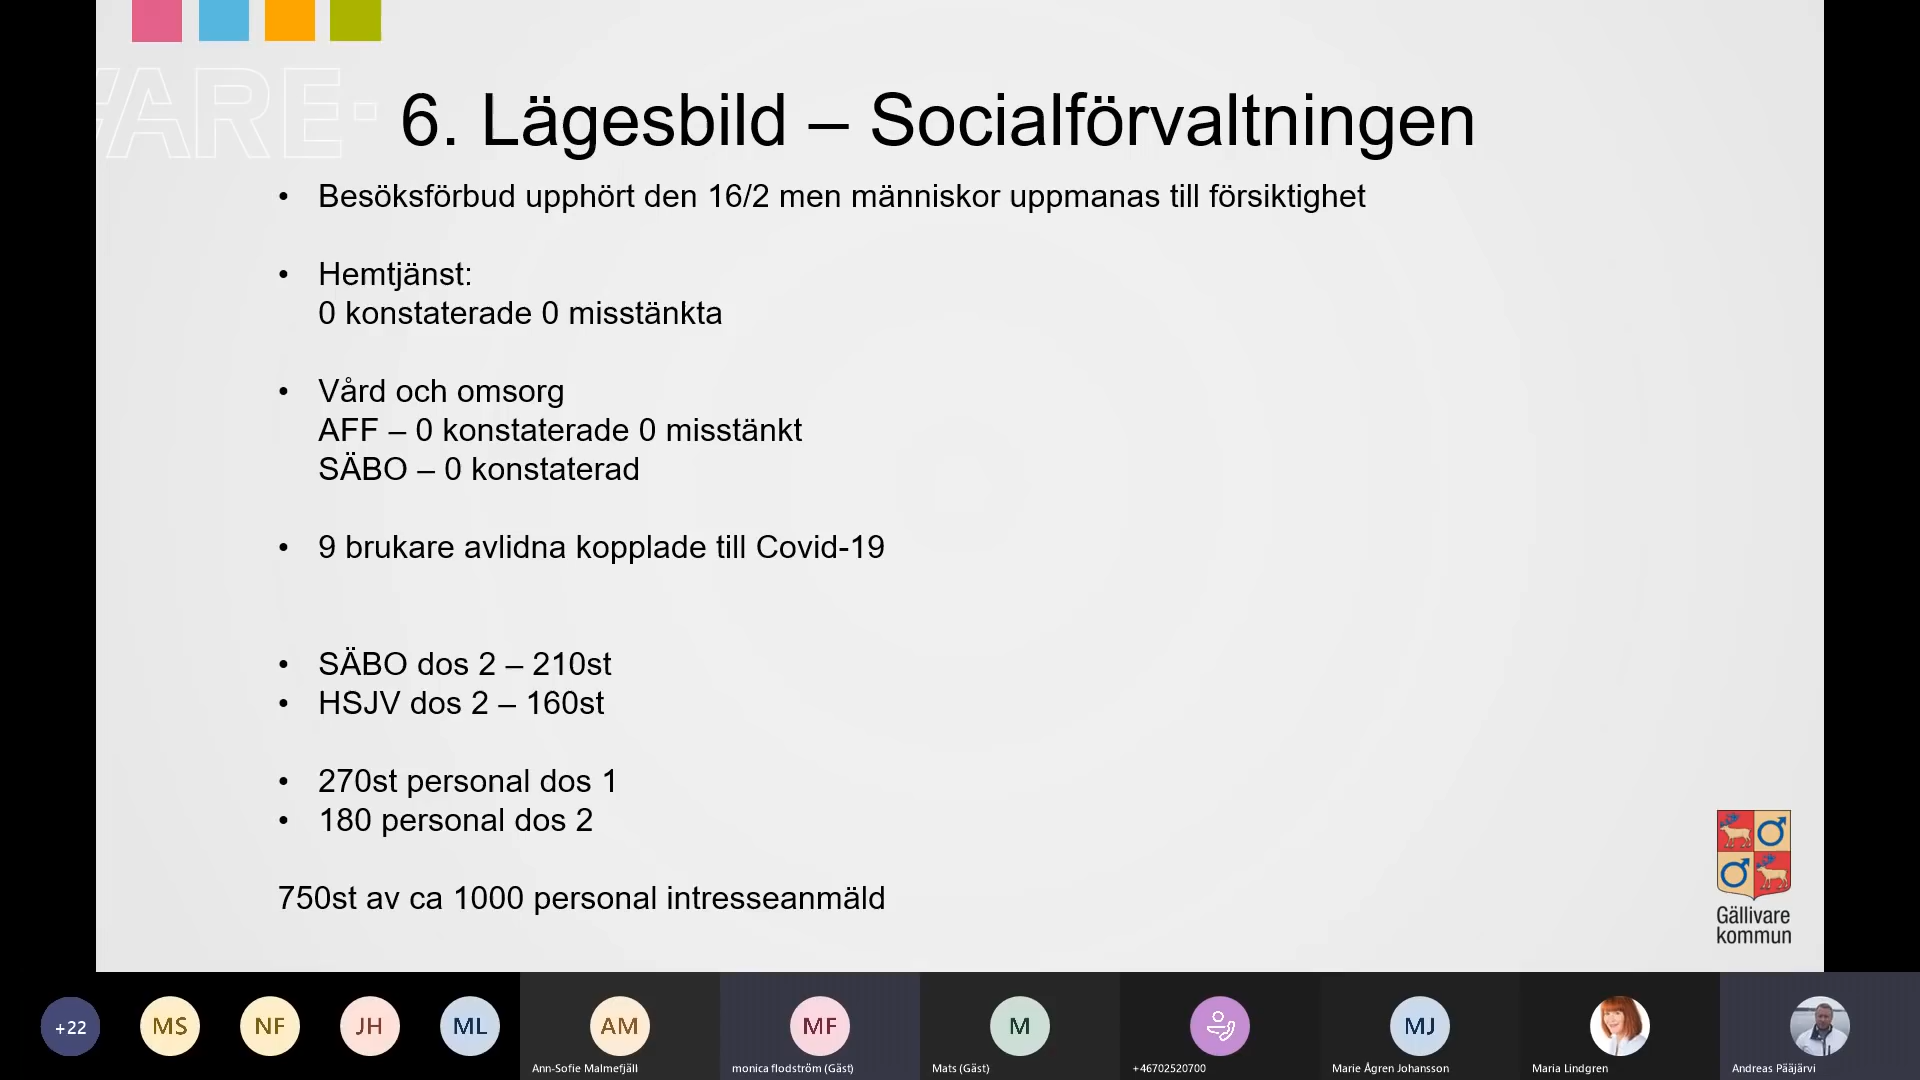 VARE
6. Lägesbild – Socialförvaltningen
• Besöksförbud upphört den 16/2 men människor uppmanas till försiktighet
• Hemtjänst:
0 konstaterade 0 misstänkta
• Vård och omsorg
AFF – 0 konstaterade 0 misstänkt
SÄBO – 0 konstaterad
• 9 brukare avlidna kopplade till Covid-19
• SÄBO dos 2 – 210st
• HSJV dos 2 – 160st
• 270st personal dos 1
• 180 personal dos 2
750st av ca 1000 personal intresseanmäld
Gällivare
kommun
+22
MS
NF
JH
ML
AM
MF
M
MJ
Ann-Sofie Malmefjäll
monica flodström (Gäst)
Mats (Gäst)
+46702520700
Marie Ågren Johansson
Maria Lindgren
Andreas Pääjärvi